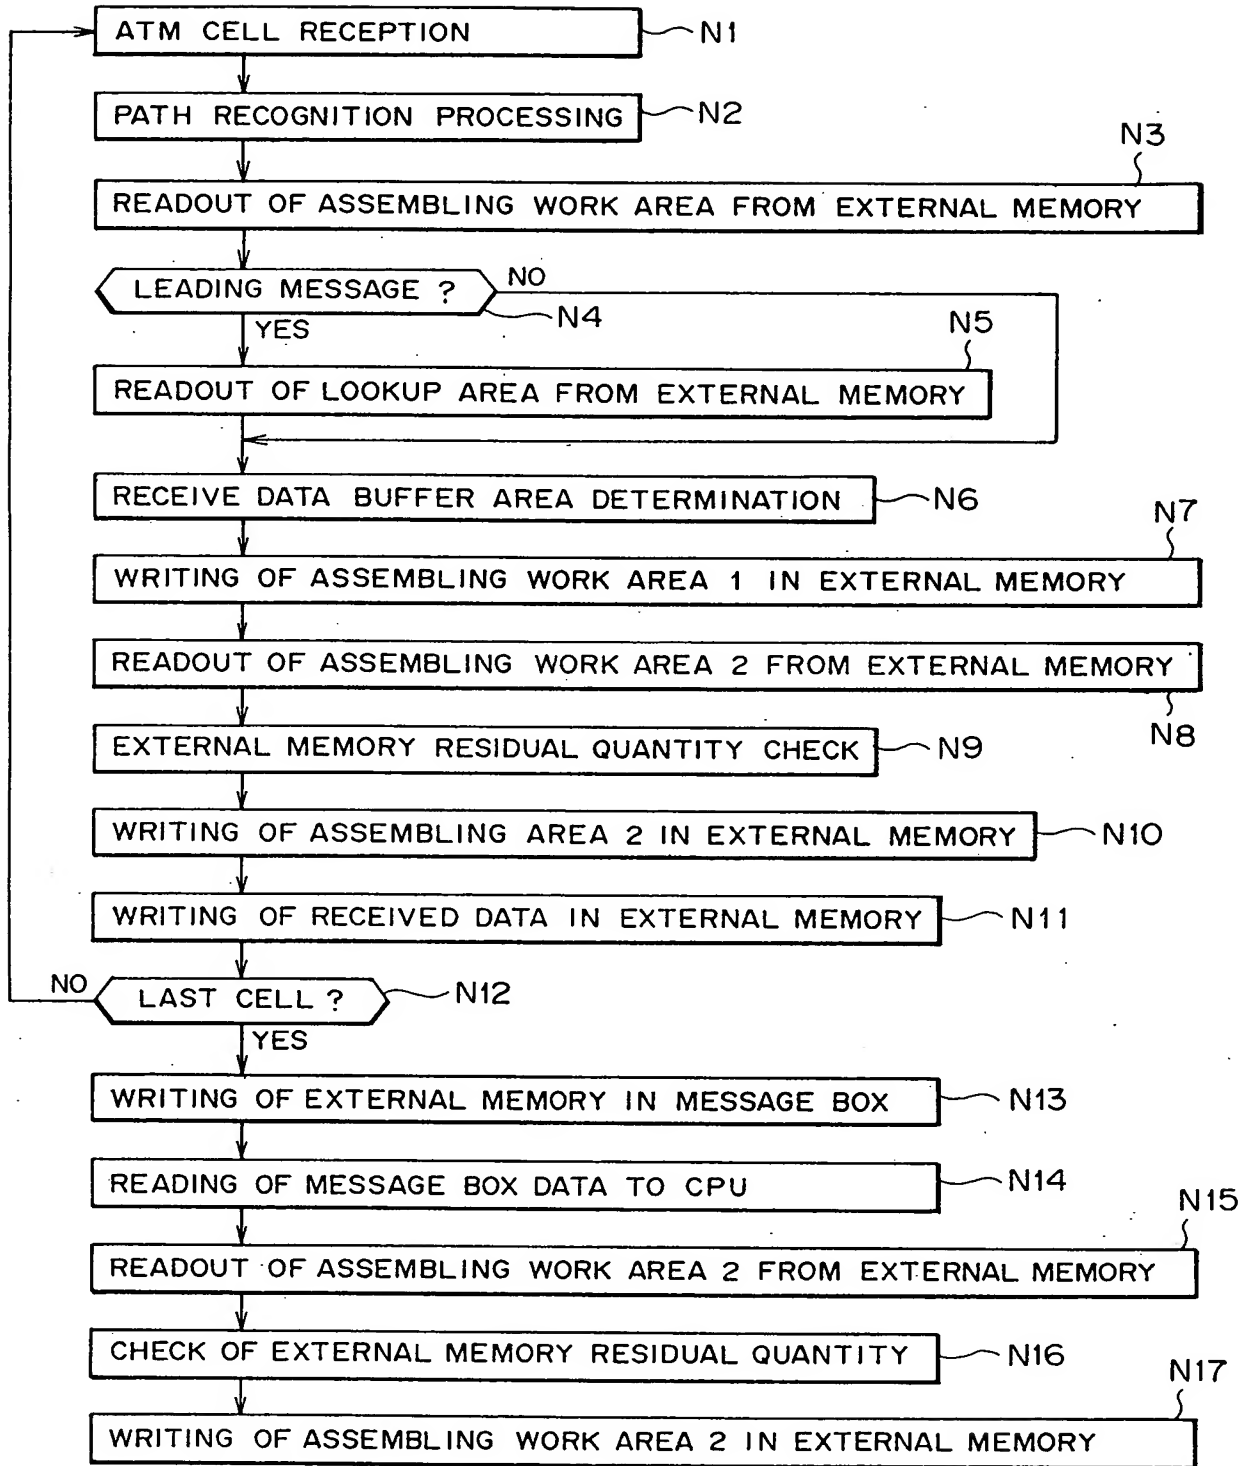 ATM CELL RECEPTION N1
PATH RECOGNITION PROCESSING N2
N3
READOUT OF ASSEMBLING WORK AREA FROM EXTERNAL MEMORY
LEADING MESSAGE ? NO
N4
YES
N5
READOUT OF LOOKUP AREA FROM EXTERNAL MEMORY
RECEIVE DATA BUFFER AREA DETERMINATION N6
N7
WRITING OF ASSEMBLING WORK AREA 1 IN EXTERNAL MEMORY
READOUT OF ASSEMBLING WORK AREA 2 FROM EXTERNAL MEMORY
N8
EXTERNAL MEMORY RESIDUAL QUANTITY CHECK N9
WRITING OF ASSEMBLING AREA 2 IN EXTERNAL MEMORY N10
WRITING OF RECEIVED DATA IN EXTERNAL MEMORY N11
NO LAST CELL ? N12
YES
WRITING OF EXTERNAL MEMORY IN MESSAGE BOX N13
READING OF MESSAGE BOX DATA TO CPU N14
N15
READOUT OF ASSEMBLING WORK AREA 2 FROM EXTERNAL MEMORY
CHECK OF EXTERNAL MEMORY RESIDUAL QUANTITY N16
N17
WRITING OF ASSEMBLING WORK AREA 2 IN EXTERNAL MEMORY